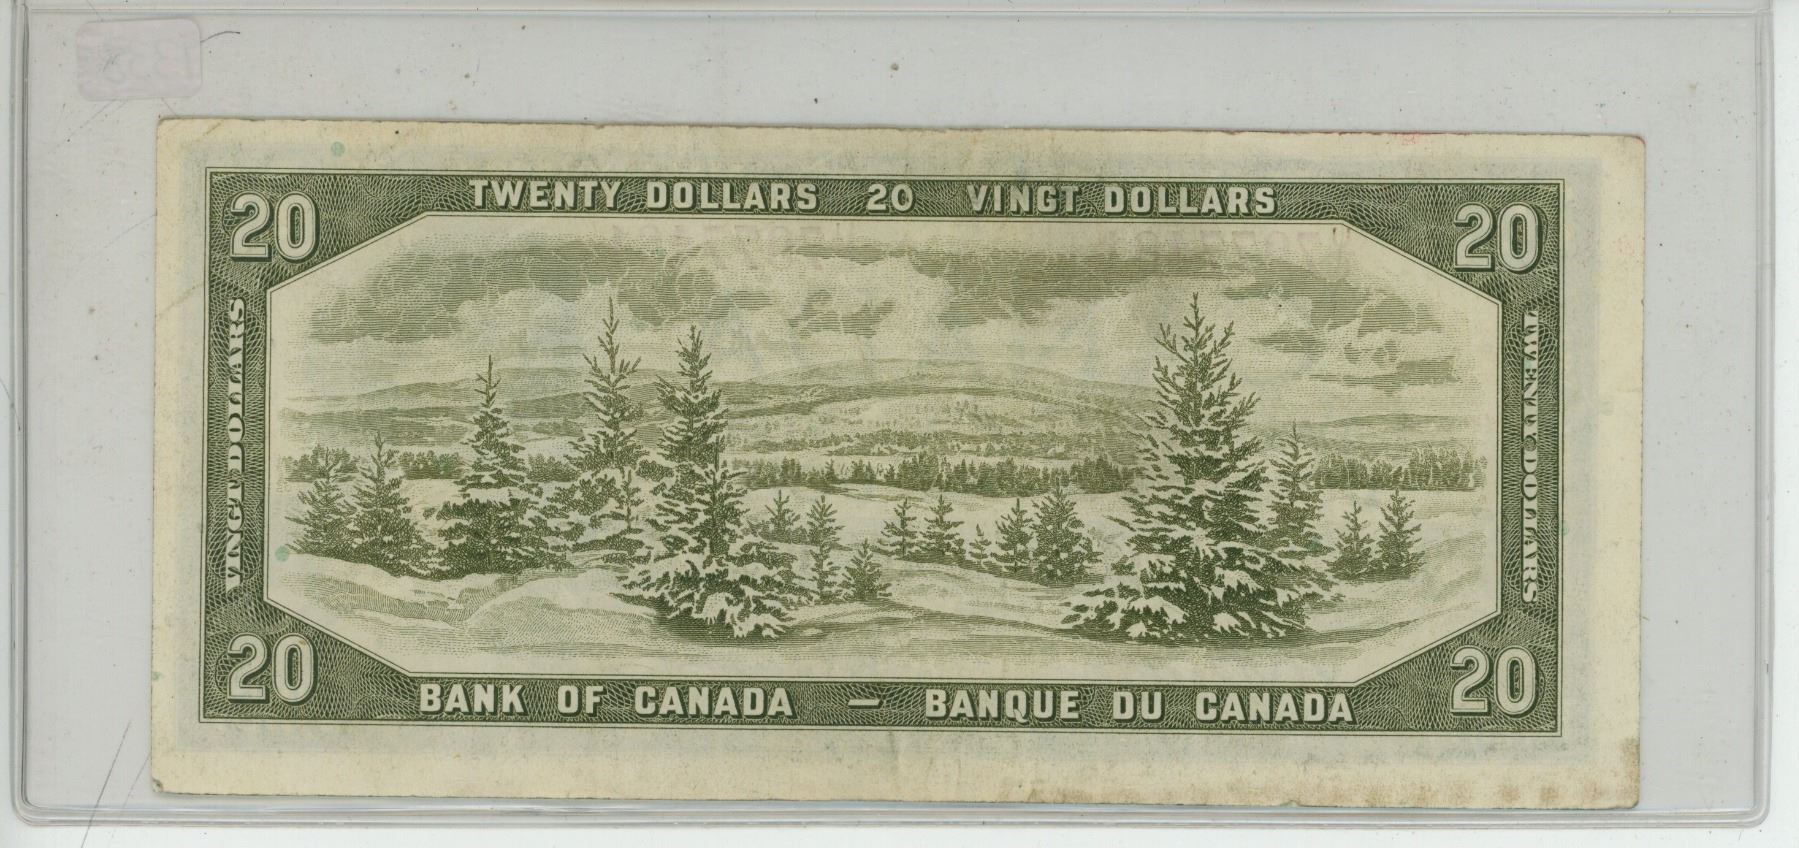 TWENTY DOLLARS 20 VINGT DOLLARS
20
20
VINGT DOLLARS
TWENTY DOLLARS
20
20
BANK OF CANADA — BANQUE DU CANADA